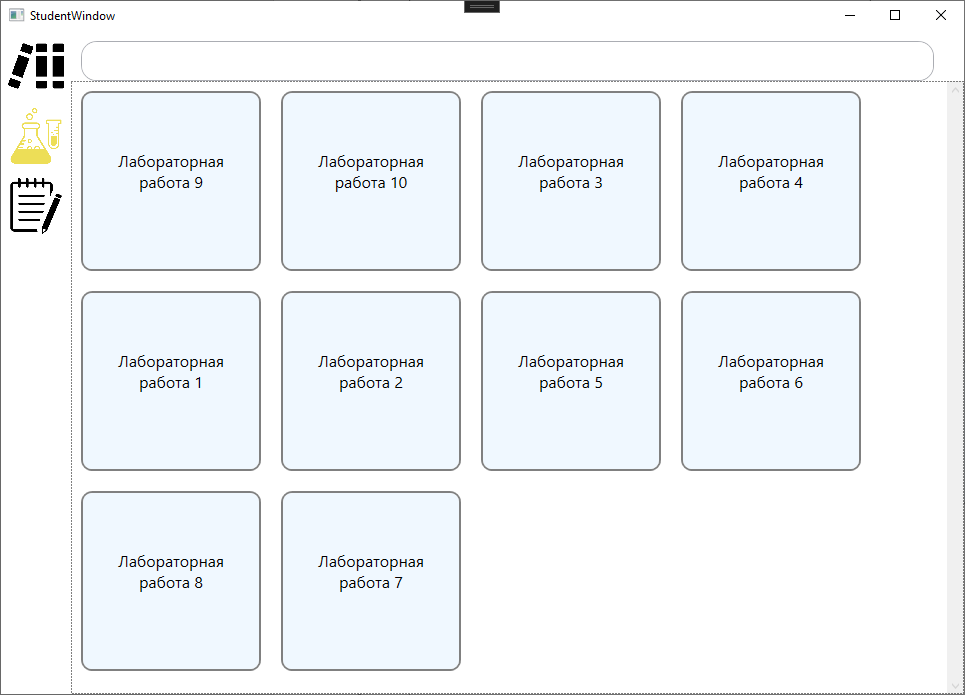 StudentWindow
Лабораторная
работа 9
Лабораторная
работа 10
Лабораторная
работа 3
Лабораторная
работа 4
Лабораторная
работа 1
Лабораторная
работа 2
Лабораторная
работа 5
Лабораторная
работа 6
Лабораторная
работа 8
Лабораторная
работа 7